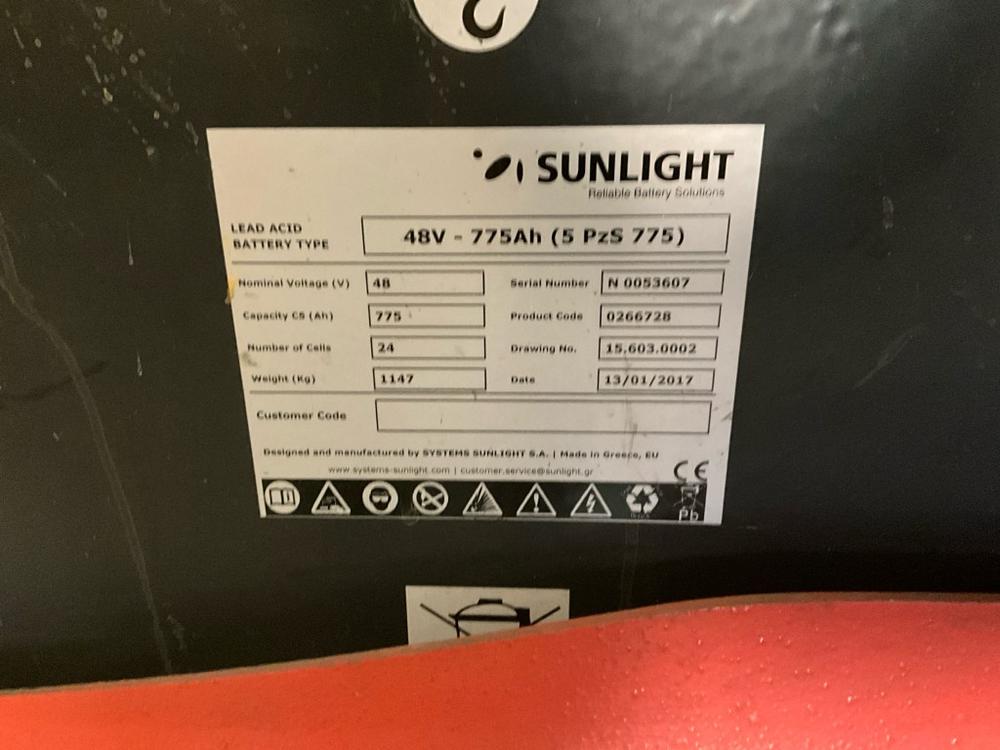 2
SUNLIGHT
Reliable Battery Solutions
LEAD ACID
BATTERY TYPE
48V - 775Ah (5 PzS 775)
Nominal Voltage (V) 48 Serial Number N 0053607
Capacity C5 (Ah) 775 Product Code 0266728
Number of Cells 24 Drawing No. 15.603.0002
Weight (Kg) 1147 Date 13/01/2017
Customer Code
Designed and manufactured by SYSTEMS SUNLIGHT S.A. | Made in Greece, EU
www.systems-sunlight.com | customer.service@sunlight.gr
CE
Pb